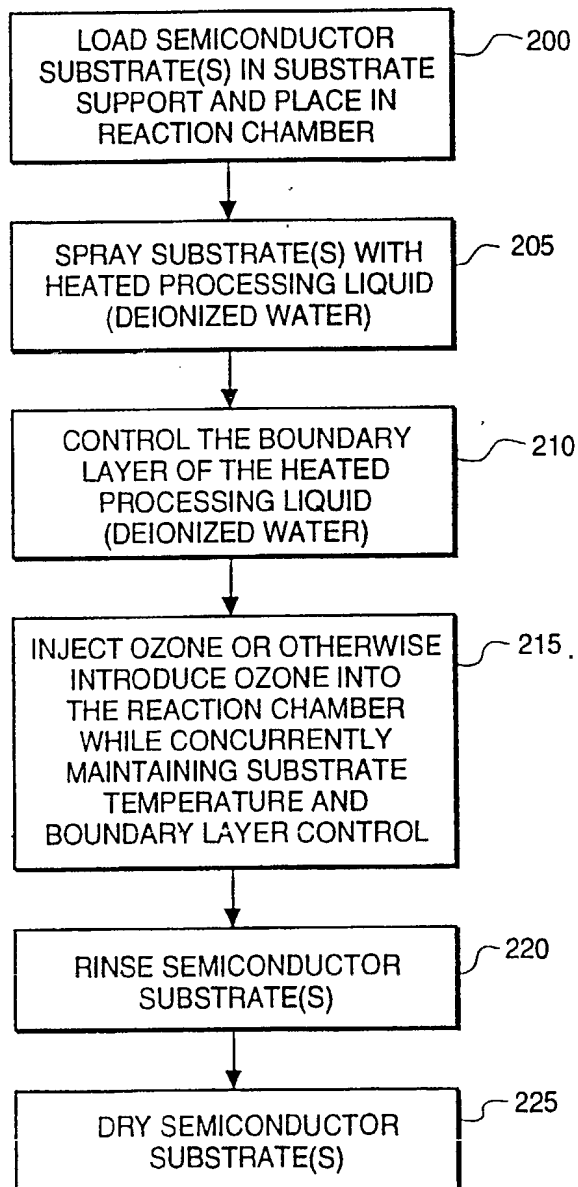 LOAD SEMICONDUCTOR
SUBSTRATE(S) IN SUBSTRATE
SUPPORT AND PLACE IN
REACTION CHAMBER
200
SPRAY SUBSTRATE(S) WITH
HEATED PROCESSING LIQUID
(DEIONIZED WATER)
205
CONTROL THE BOUNDARY
LAYER OF THE HEATED
PROCESSING LIQUID
(DEIONIZED WATER)
210
INJECT OZONE OR OTHERWISE
INTRODUCE OZONE INTO
THE REACTION CHAMBER
WHILE CONCURRENTLY
MAINTAINING SUBSTRATE
TEMPERATURE AND
BOUNDARY LAYER CONTROL
215
RINSE SEMICONDUCTOR
SUBSTRATE(S)
220
DRY SEMICONDUCTOR
SUBSTRATE(S)
225